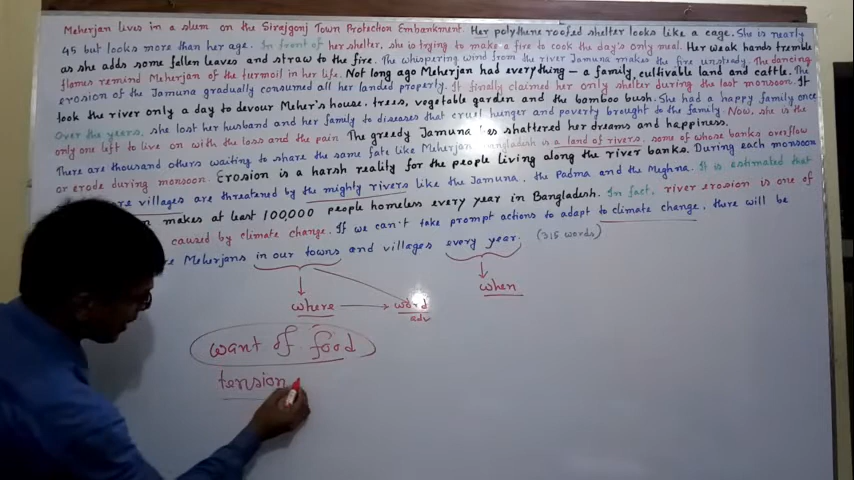 Meherjan lives in a slum on the Sirajgonj Town Protection Embankment. Her polythene roofed shelter looks like a cage. She is nearly
45 but looks more than her age. In front of her shelter, she is trying to make a fire to cook the day's only meal. Her weak hands tremble
as she adds some fallen leaves and straw to the fire. The whispering wind from the river Jamuna makes the fire unsteady. The dancing
flames remind Meherjan of the turmoil in her life. Not long ago Meherjan had everything – a family, cultivable land and cattle. The
erosion of the Jamuna gradually consumed all her landed property. It finally claimed her only shelter during the last monsoon. It
took the river only a day to devour Meher's house, trees, vegetable garden and the bamboo bush. She had a happy family once.
Over the years, she lost her husband and her family to diseases that cruel hunger and poverty brought to the family. Now, she is the
only one left to live on with the loss and the pain. The greedy Jamuna has shattered her dreams and happiness.
There are thousand others waiting to share the same fate like Meherjan. Bangladesh is a land of rivers, some of whose banks overflow
or erode during monsoon. Erosion is a harsh reality for the people living along the river banks. During each monsoon
villages are threatened by the mighty rivers like the Jamuna, the Padma and the Meghna. It is estimated that
makes at least 100,000 people homeless every year in Bangladesh. In fact, river erosion is one of
caused by climate change. If we can't take prompt actions to adapt to climate change, there will be
Meherjans in our towns and villages every year. (315 words)
where word when
adv
want of food
tension